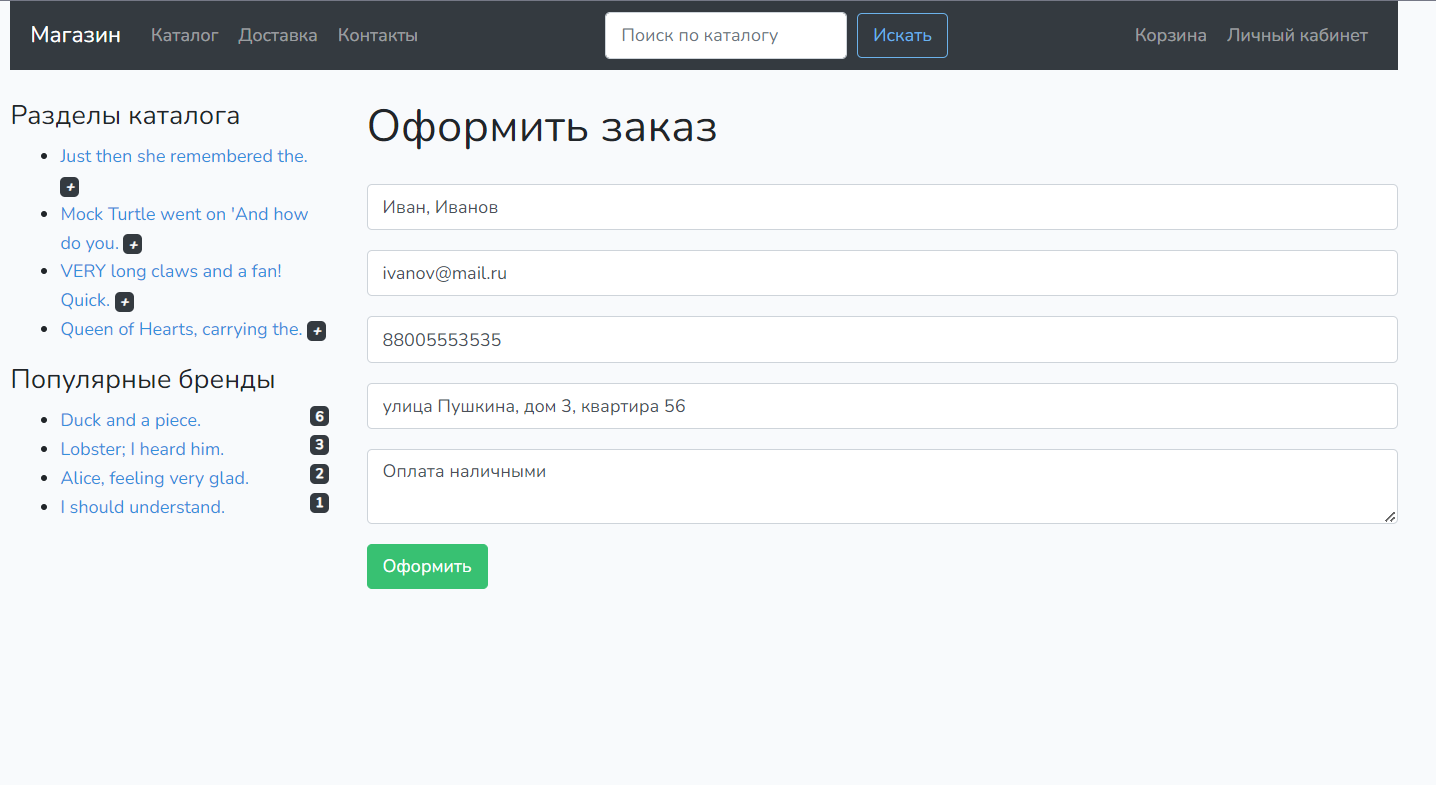 Магазин Каталог Доставка Контакты Поиск по каталогу Искать Корзина Личный кабинет
Разделы каталога
Just then she remembered the.
+
Mock Turtle went on 'And how
do you. +
VERY long claws and a fan!
Quick. +
Queen of Hearts, carrying the. +
Популярные бренды
Duck and a piece. 6
Lobster; I heard him. 3
Alice, feeling very glad. 2
I should understand. 1
Оформить заказ
Иван, Иванов
ivanov@mail.ru
88005553535
улица Пушкина, дом 3, квартира 56
Оплата наличными
Оформить